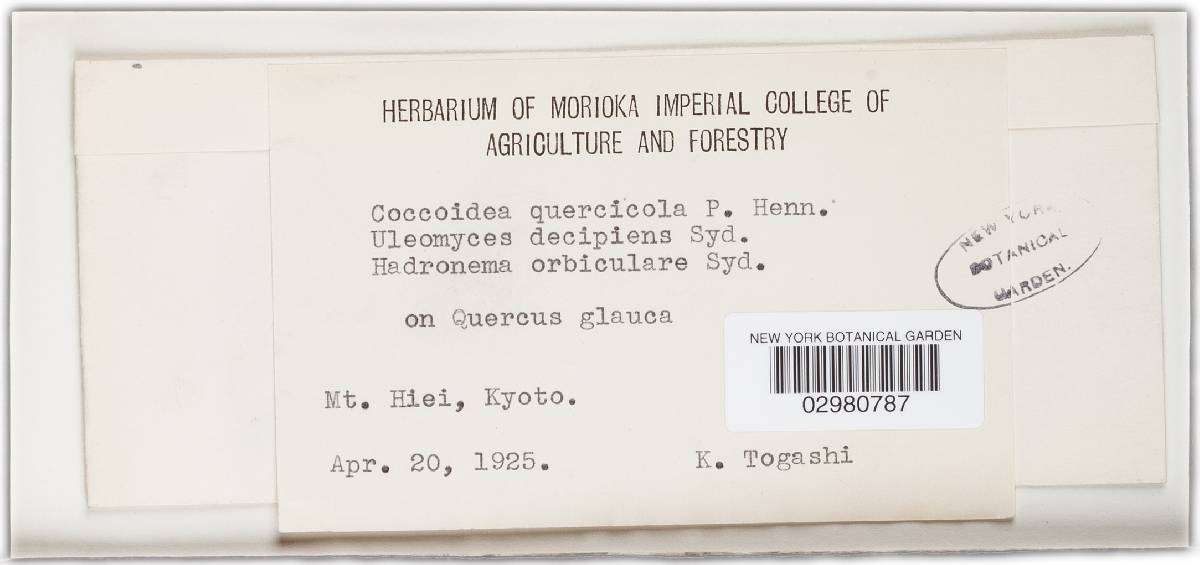 HERBARIUM OF MORIOKA IMPERIAL COLLEGE OF
AGRICULTURE AND FORESTRY
Coccoidea quercicola P. Henn.
Uleomyces decipiens Syd.
Hadronema orbiculare Syd.
on Quercus glauca
NEW YORK
BOTANICAL
GARDEN.
NEW YORK BOTANICAL GARDEN
02980787
Mt. Hiei, Kyoto.
Apr. 20, 1925. K. Togashi